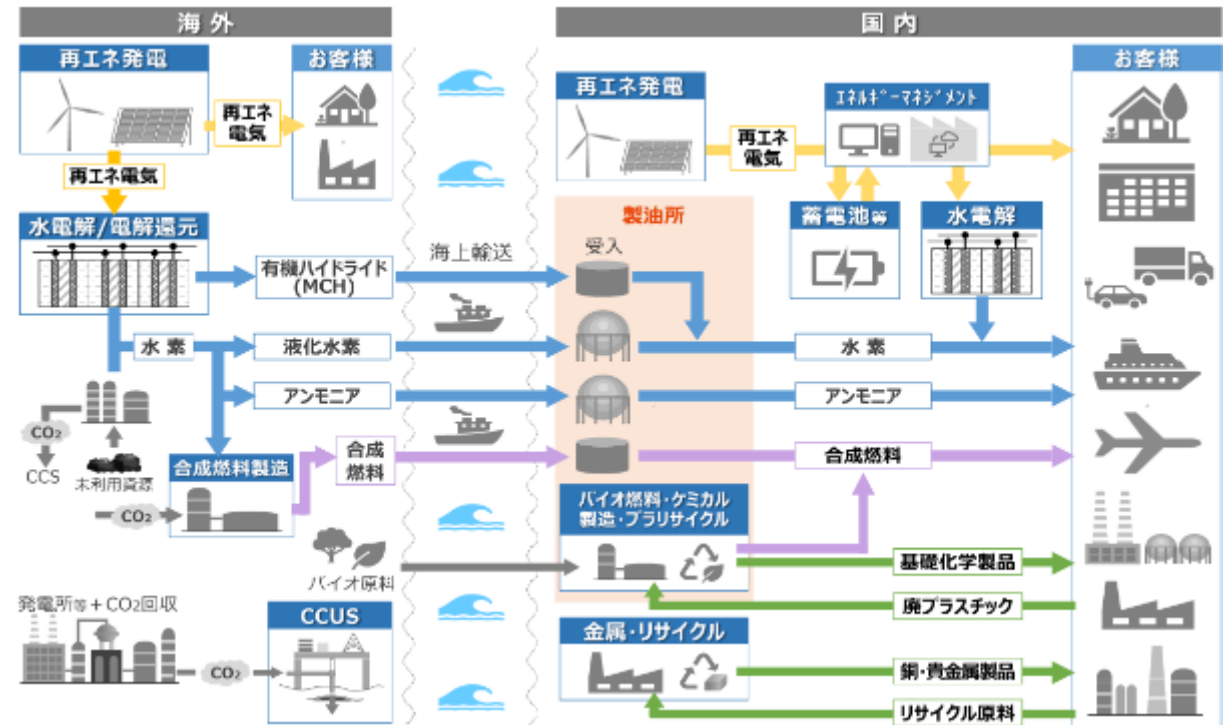 海外
再エネ発電
お客様
再エネ
電気
再エネ電気
水電解/電解還元
有機ハイドライド
(MCH)
海上輸送
水素
液化水素
アンモニア
CO₂
CCS
未利用資源
合成燃料製造
合成
燃料
CO₂
バイオ原料
発電所等+CO2回収
CO₂
CCUS
国内
再エネ発電
再エネ
電気
エネルギーマネジメント
お客様
蓄電池等
水電解
製油所
受入
水素
アンモニア
合成燃料
バイオ燃料・ケミカル
製造・プラリサイクル
基礎化学製品
廃プラスチック
金属・リサイクル
銅・貴金属製品
リサイクル原料